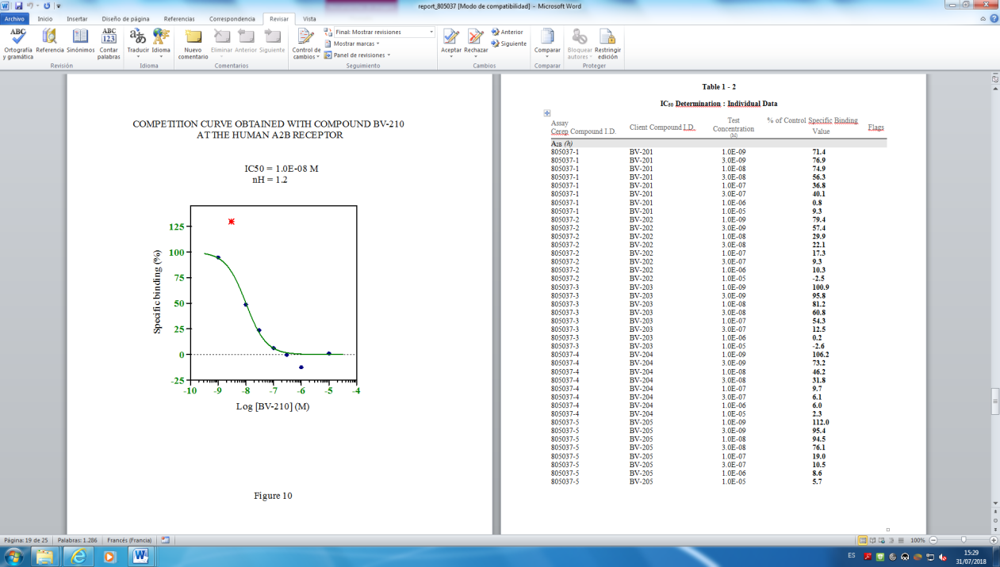 report_805037 [Modo de compatibilidad] - Microsoft Word
Archivo Inicio Insertar Diseño de página Referencias Correspondencia Revisar Vista
ABC ABC 123
Ortografía y gramática Referencia Sinónimos Contar palabras Traducir Idioma Nuevo comentario Eliminar Anterior Siguiente Control de cambios Final: Mostrar revisiones Mostrar marcas Panel de revisiones Aceptar Rechazar Anterior Siguiente Comparar Bloquear autores Restringir edición
Revisión Idioma Comentarios Seguimiento Cambios Comparar Proteger
COMPETITION CURVE OBTAINED WITH COMPOUND BV-210
AT THE HUMAN A2B RECEPTOR
IC50 = 1.0E-08 M
nH = 1.2
Specific binding (%)
125
100
75
50
25
0
-25
-10 -9 -8 -7 -6 -5 -4
Log [BV-210] (M)
Figure 10
Table 1 - 2
IC50 Determination : Individual Data
Assay
Cerep Compound I.D. Client Compound I.D. Test Concentration (M) % of Control Specific Binding Value Flags
A2B (h)
805037-1 BV-201 1.0E-09 71.4
805037-1 BV-201 3.0E-09 76.9
805037-1 BV-201 1.0E-08 74.9
805037-1 BV-201 3.0E-08 56.3
805037-1 BV-201 1.0E-07 36.8
805037-1 BV-201 3.0E-07 40.1
805037-1 BV-201 1.0E-06 0.8
805037-1 BV-201 1.0E-05 9.3
805037-2 BV-202 1.0E-09 79.4
805037-2 BV-202 3.0E-09 57.4
805037-2 BV-202 1.0E-08 29.9
805037-2 BV-202 3.0E-08 22.1
805037-2 BV-202 1.0E-07 17.3
805037-2 BV-202 3.0E-07 9.3
805037-2 BV-202 1.0E-06 10.3
805037-2 BV-202 1.0E-05 -2.5
805037-3 BV-203 1.0E-09 100.9
805037-3 BV-203 3.0E-09 95.8
805037-3 BV-203 1.0E-08 81.2
805037-3 BV-203 3.0E-08 60.8
805037-3 BV-203 1.0E-07 54.3
805037-3 BV-203 3.0E-07 12.5
805037-3 BV-203 1.0E-06 0.2
805037-3 BV-203 1.0E-05 -2.6
805037-4 BV-204 1.0E-09 106.2
805037-4 BV-204 3.0E-09 73.2
805037-4 BV-204 1.0E-08 46.2
805037-4 BV-204 3.0E-08 31.8
805037-4 BV-204 1.0E-07 9.7
805037-4 BV-204 3.0E-07 6.1
805037-4 BV-204 1.0E-06 6.0
805037-4 BV-204 1.0E-05 2.3
805037-5 BV-205 1.0E-09 112.0
805037-5 BV-205 3.0E-09 95.4
805037-5 BV-205 1.0E-08 94.5
805037-5 BV-205 3.0E-08 76.1
805037-5 BV-205 1.0E-07 19.0
805037-5 BV-205 3.0E-07 10.5
805037-5 BV-205 1.0E-06 8.6
805037-5 BV-205 1.0E-05 5.7
Página: 19 de 25 Palabras: 1.286 Francés (Francia) 100%
ES 15:29
31/07/2018